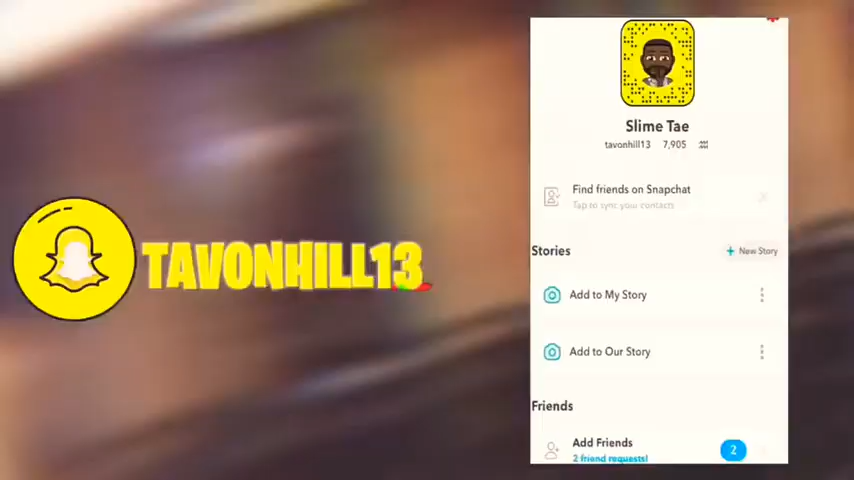 TAVONHILL13
Slime Tae
tavonhill13 7,905
Find friends on Snapchat
Tap to sync your contacts
Stories
+ New Story
Add to My Story
Add to Our Story
Friends
Add Friends
2
2 friend requests!